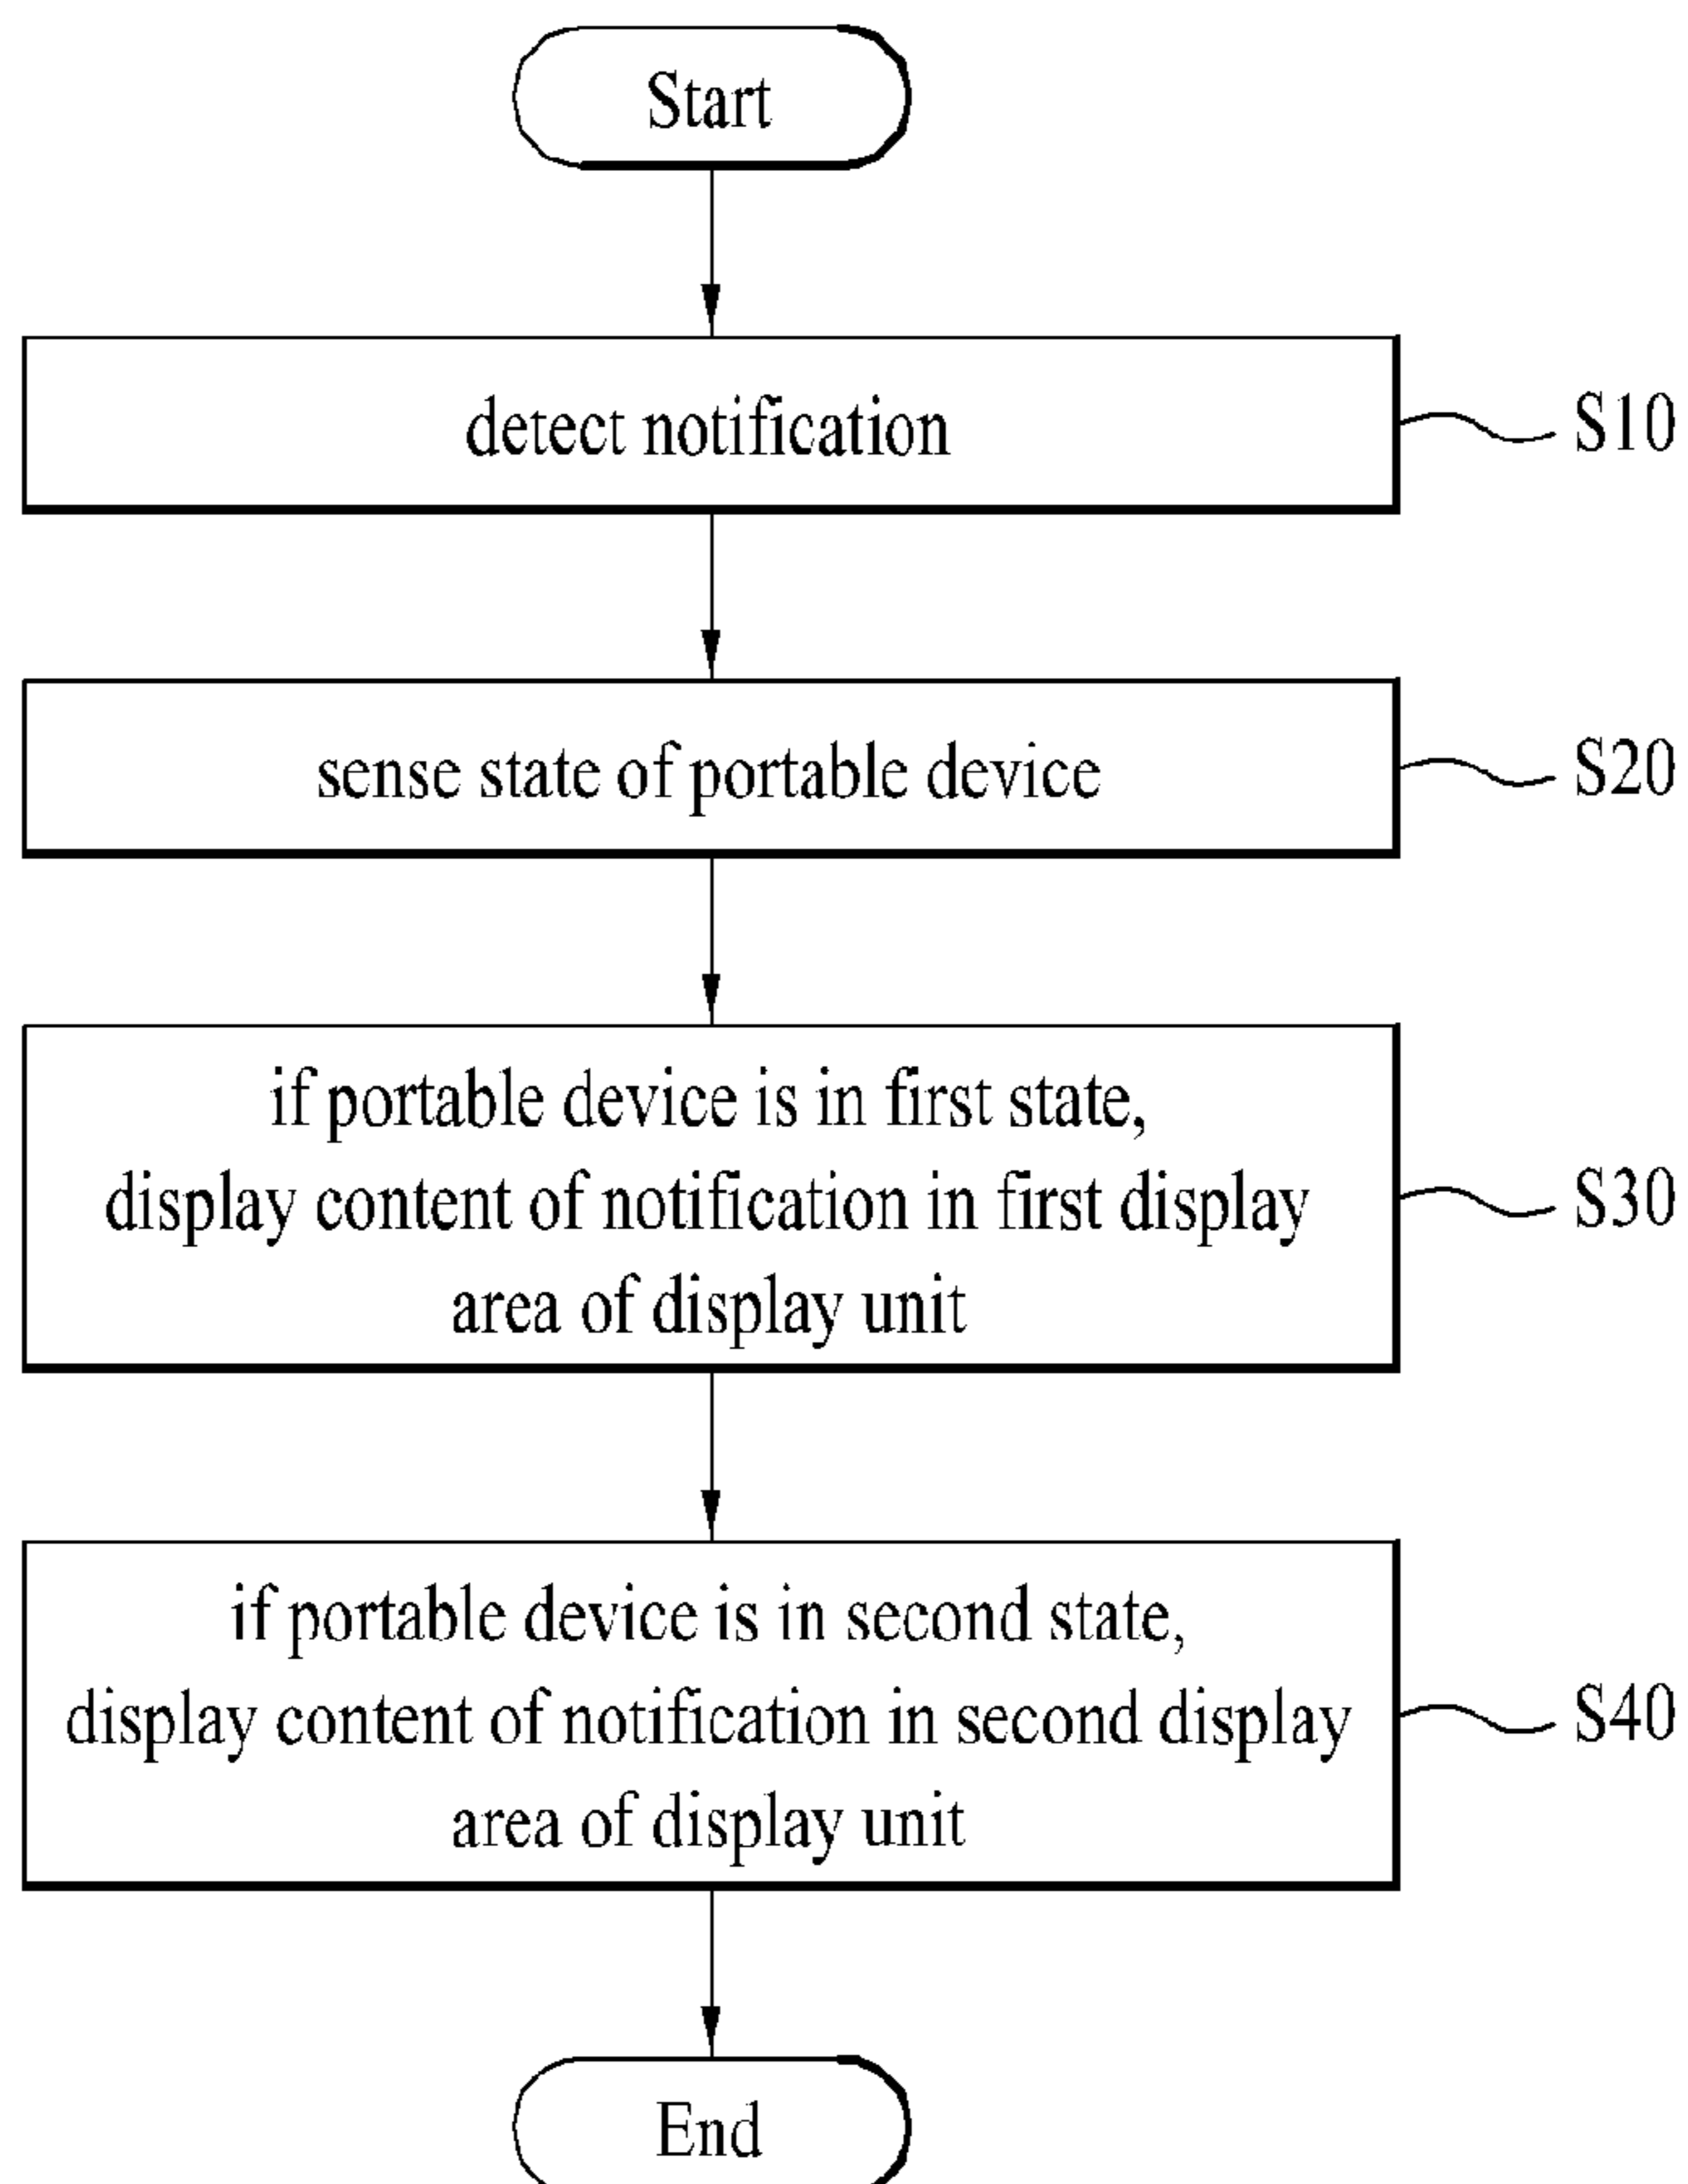 Start
detect notification
S10
sense state of portable device
S20
if portable device is in first state,
display content of notification in first display
area of display unit
S30
if portable device is in second state,
display content of notification in second display
area of display unit
S40
End